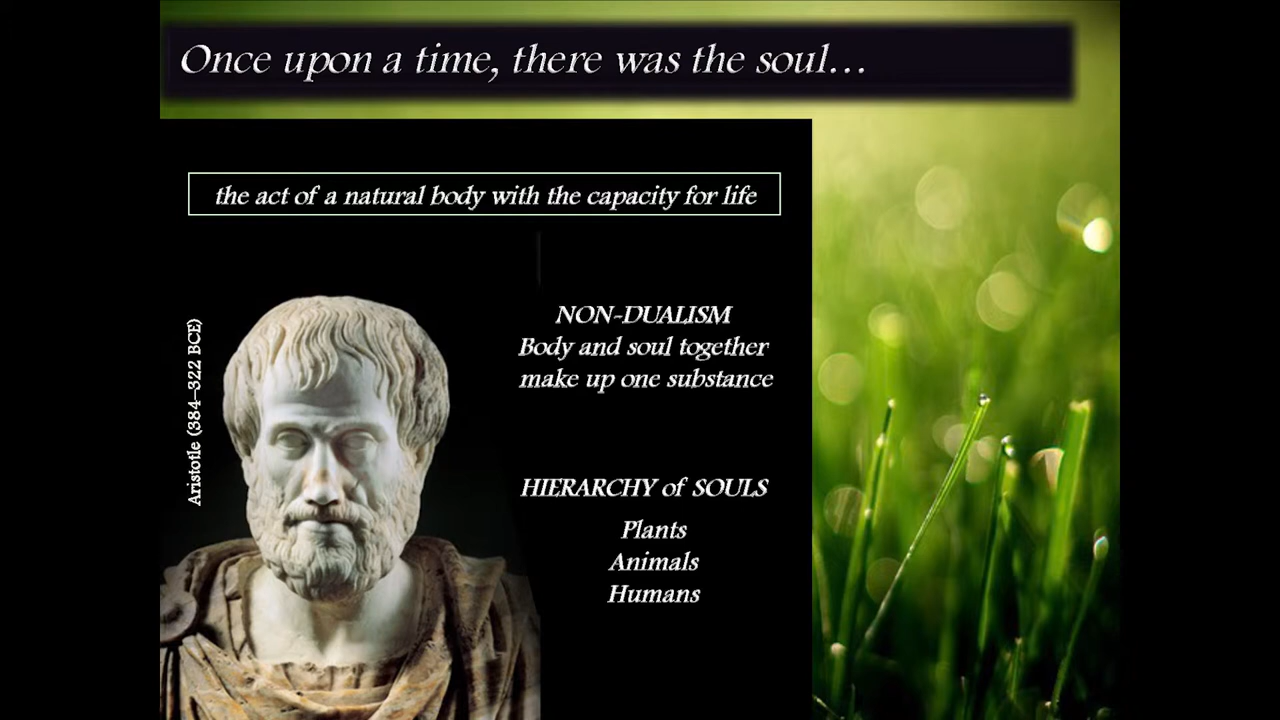 Once upon a time, there was the soul...
the act of a natural body with the capacity for life
Aristotle (384–322 BCE)
NON-DUALISM
Body and soul together
make up one substance
HIERARCHY of SOULS
Plants
Animals
Humans